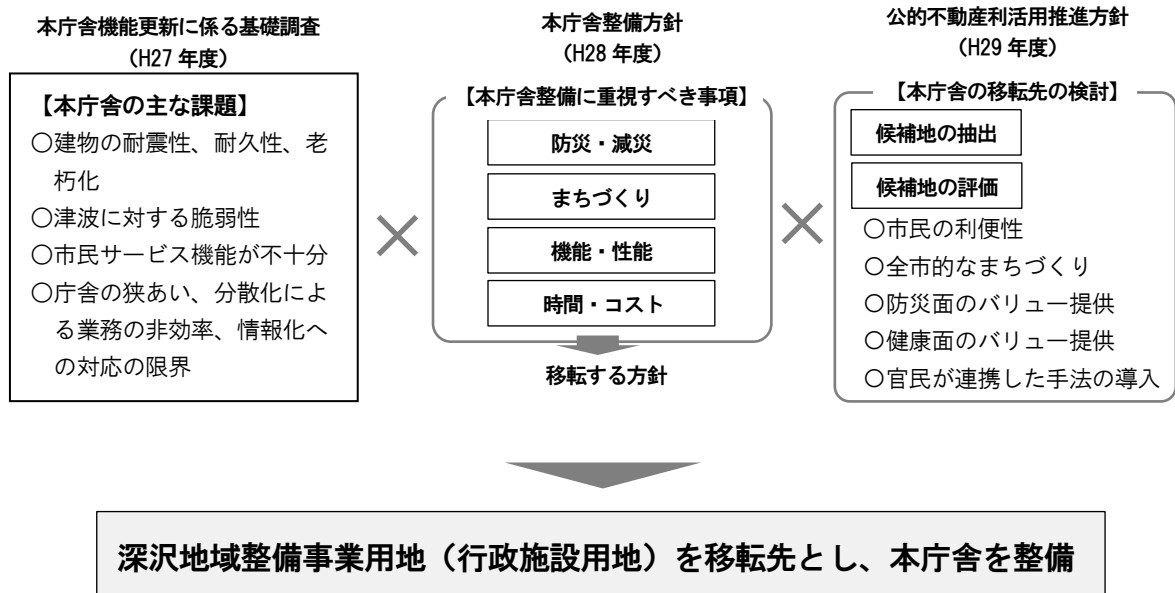 本庁舎機能更新に係る基礎調査
（H27 年度）
【本庁舎の主な課題】
〇建物の耐震性、耐久性、老
朽化
〇津波に対する脆弱性
〇市民サービス機能が不十分
〇庁舎の狭あい、分散化によ
る業務の非効率、情報化へ
の対応の限界
本庁舎整備方針
（H28 年度）
【本庁舎整備に重視すべき事項】
防災・減災
まちづくり
機能・性能
時間・コスト
移転する方針
公的不動産利活用推進方針
（H29 年度）
【本庁舎の移転先の検討】
候補地の抽出
候補地の評価
〇市民の利便性
〇全市的なまちづくり
〇防災面のバリュー提供
〇健康面のバリュー提供
〇官民が連携した手法の導入
深沢地域整備事業用地（行政施設用地）を移転先とし、本庁舎を整備